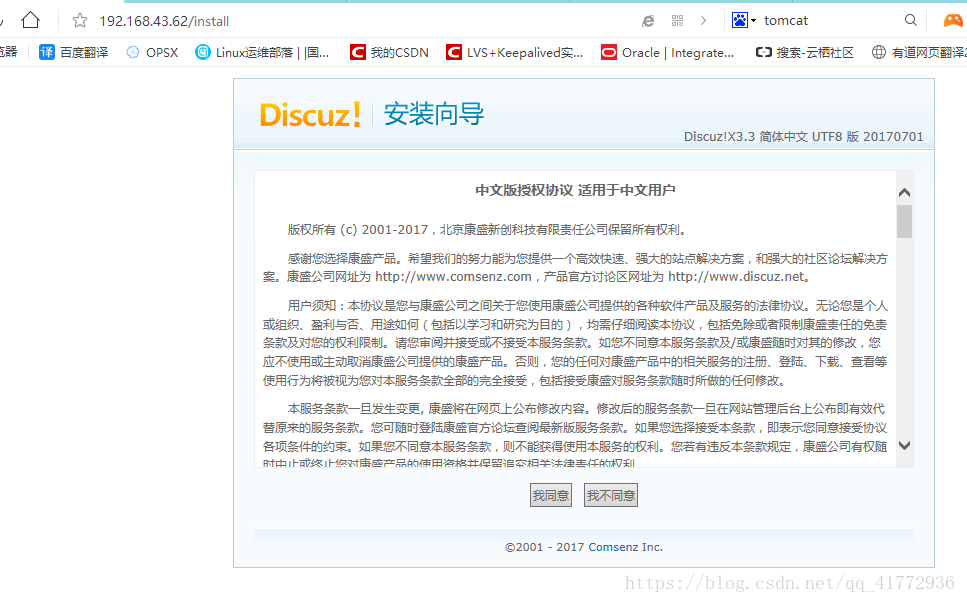 192.168.43.62/install
tomcat
览器
译 百度翻译
OPSX
Linux运维部落 | |国...
C 我的CSDN
C LVS+Keepalived实...
Oracle | Integrate...
搜索-云栖社区
有道网页翻译2
Discuz! 安装向导
Discuz!X3.3 简体中文 UTF8 版 20170701
中文版授权协议 适用于中文用户
版权所有 (c) 2001-2017，北京康盛新创科技有限责任公司保留所有权利。
感谢您选择康盛产品。希望我们的努力能为您提供一个高效快速、强大的站点解决方案，和强大的社区论坛解决方
案。康盛公司网址为 http://www.comsenz.com，产品官方讨论区网址为 http://www.discuz.net。
用户须知：本协议是您与康盛公司之间关于您使用康盛公司提供的各种软件产品及服务的法律协议。无论您是个人
或组织、盈利与否、用途如何（包括以学习和研究为目的），均需仔细阅读本协议，包括免除或者限制康盛责任的免责
条款及对您的权利限制。请您审阅并接受或不接受本服务条款。如您不同意本服务条款及/或康盛随时对其的修改，您
应不使用或主动取消康盛公司提供的康盛产品。否则，您的任何对康盛产品中的相关服务的注册、登陆、下载、查看等
使用行为将被视为您对本服务条款全部的完全接受，包括接受康盛对服务条款随时所做的任何修改。
本服务条款一旦发生变更, 康盛将在网页上公布修改内容。修改后的服务条款一旦在网站管理后台上公布即有效代
替原来的服务条款。您可随时登陆康盛官方论坛查阅最新版服务条款。如果您选择接受本条款，即表示您同意接受协议
各项条件的约束。如果您不同意本服务条款，则不能获得使用本服务的权利。您若有违反本条款规定，康盛公司有权随
时中止或终止您对康盛产品的使用资格并保留追究相关法律责任的权利
我同意 我不同意
©2001 - 2017 Comsenz Inc.
https://blog.csdn.net/qq_41772936